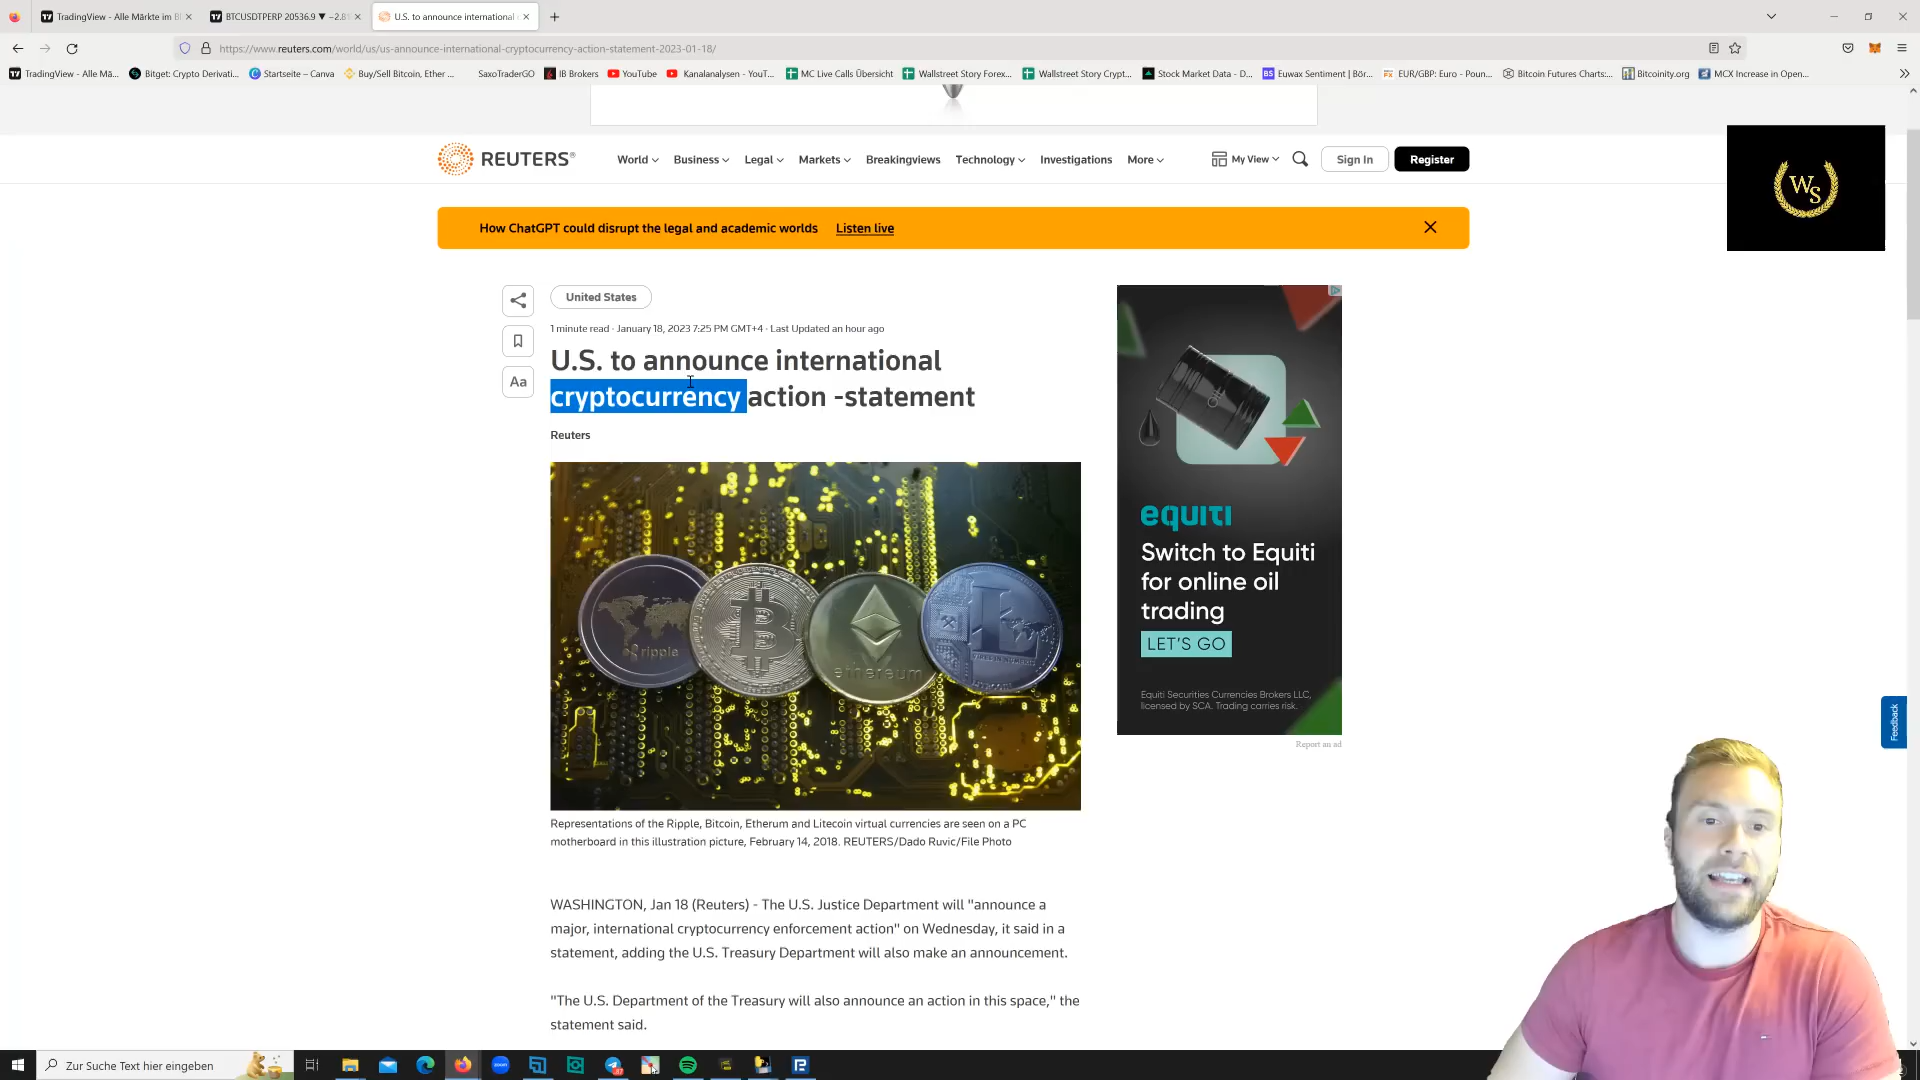 TradingView - Alle Märkte im Bl
BTCUSDTPERP 20536.9 ▼ −2.8
U.S. to announce international
https://www.reuters.com/world/us/us-announce-international-cryptocurrency-action-statement-2023-01-18/
TradingView - Alle Mä...
Bitget: Crypto Derivati...
Startseite – Canva
Buy/Sell Bitcoin, Ether ...
SaxoTraderGO
IB Brokers
YouTube
Kanalanalysen - YouT...
MC Live Calls Übersicht
Wallstreet Story Forex...
Wallstreet Story Crypt...
Stock Market Data - D...
Euwax Sentiment | Bör...
EUR/GBP: Euro - Poun...
Bitcoin Futures Charts:...
Bitcoinity.org
MCX Increase in Open...
REUTERS®
World
Business
Legal
Markets
Breakingviews
Technology
Investigations
More
My View
Sign In
Register
WS
How ChatGPT could disrupt the legal and academic worlds Listen live
United States
1 minute read · January 18, 2023 7:25 PM GMT+4 · Last Updated an hour ago
U.S. to announce international
cryptocurrency action -statement
Aa
Reuters
ripple
ethereum
OIL
equiti
Switch to Equiti
for online oil
trading
LET'S GO
Equiti Securities Currencies Brokers LLC,
licensed by SCA. Trading carries risk.
Report an ad
Feedback
Representations of the Ripple, Bitcoin, Etherum and Litecoin virtual currencies are seen on a PC
motherboard in this illustration picture, February 14, 2018. REUTERS/Dado Ruvic/File Photo
WASHINGTON, Jan 18 (Reuters) - The U.S. Justice Department will "announce a
major, international cryptocurrency enforcement action" on Wednesday, it said in a
statement, adding the U.S. Treasury Department will also make an announcement.
"The U.S. Department of the Treasury will also announce an action in this space," the
statement said.
Zur Suche Text hier eingeben
zoom